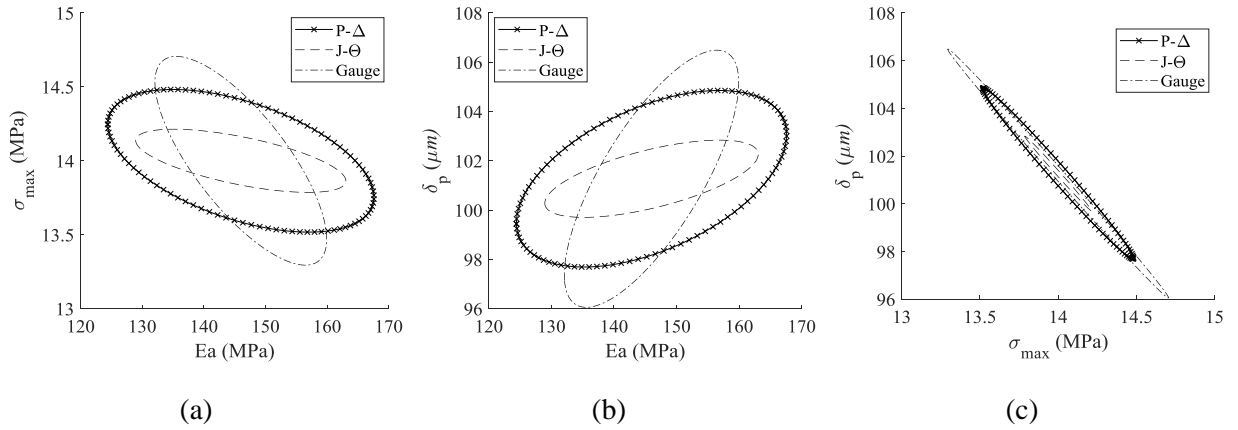 15
14.5
14
13.5
13
σmax (MPa)
120 130 140 150 160 170
Ea (MPa)
P-Δ
J-Θ
Gauge
(a)
108
106
104
102
100
98
96
δp (μm)
120 130 140 150 160 170
Ea (MPa)
P-Δ
J-Θ
Gauge
(b)
108
106
104
102
100
98
96
δp (μm)
13 13.5 14 14.5 15
σmax (MPa)
P-Δ
J-Θ
Gauge
(c)